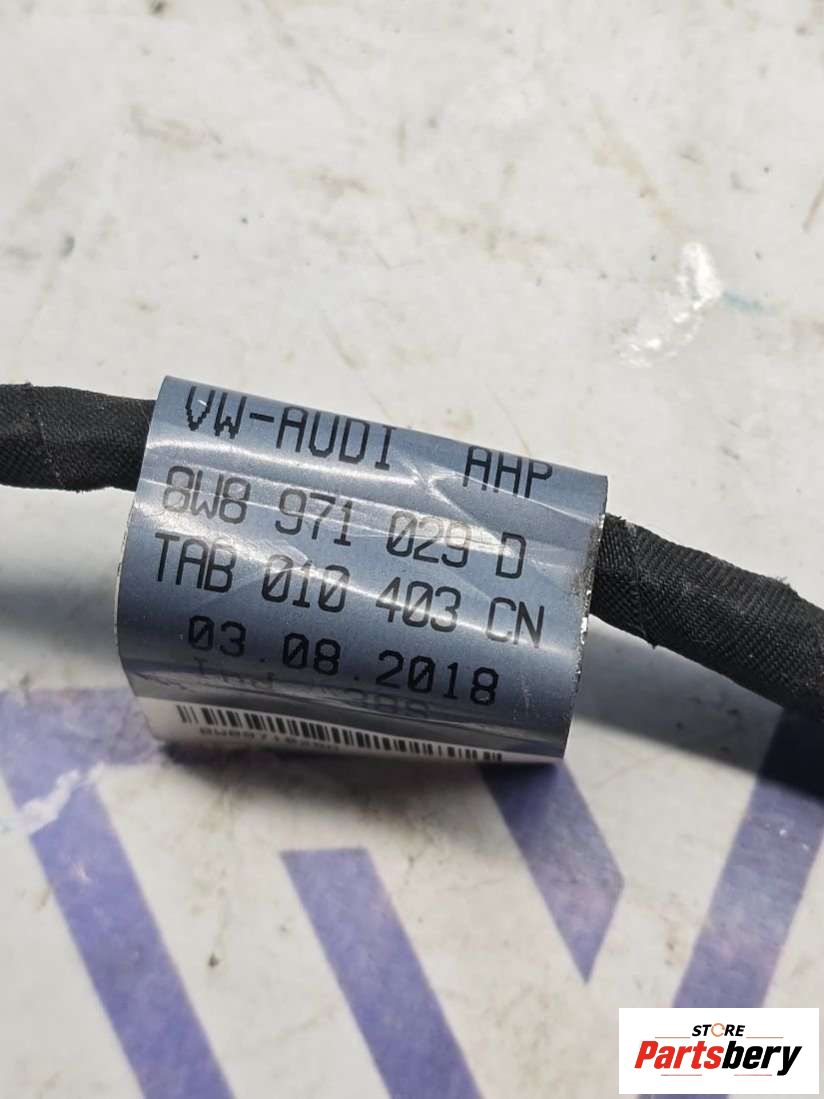 VW-AUDI AHP
8W8 971 029 D
TAB 010 403 CN
03.08.2018
STORE
Partsbery